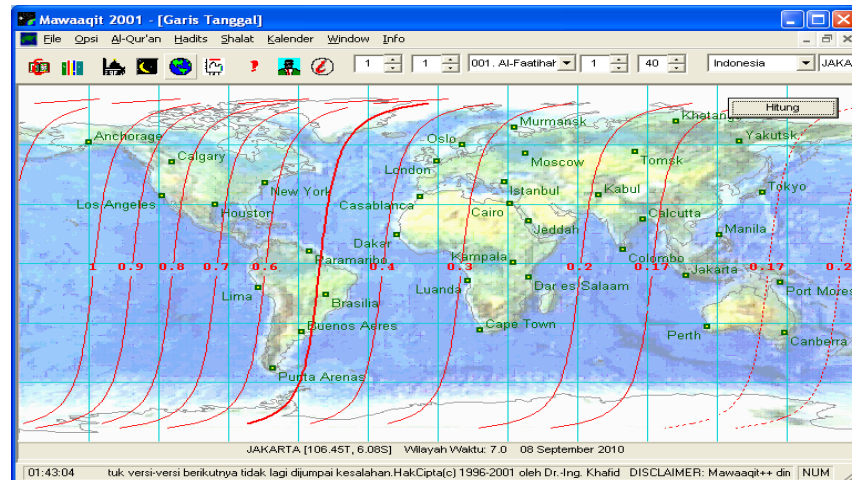 Mawaaqit 2001 - [Garis Tanggal]
File Opsi Al-Qur'an Hadits Shalat Kalender Window Info
1 1 001. Al-Faatihah 1 40 Indonesia JAKA
Hitung
Murmansk Khatang
Anchorage Oslo Yakutsk
Calgary London Moscow Tomsk
New York Istanbul Kabul Tokyo
Los Angeles Houston Casablanca Cairo Calcutta
Dakar Jeddah Manila
Paramaribo Kampala Colombo
1 0.9 0.8 0.7 0.6 0.4 0.3 0.2 0.17 0.17 0.2
Jakarta
Lima Brasilia Luanda Dar es Salaam Port Mores
Buenos Aeres Cape Town Perth Canberra
Punta Arenas
JAKARTA [106.45T, 6.08S] Wilayah Waktu: 7.0 08 September 2010
01:43:04 tuk versi-versi berikutnya tidak lagi dijumpai kesalahan.HakCipta(c) 1996-2001 oleh Dr.-Ing. Khafid DISCLAIMER: Mawaaqit++ din NUM